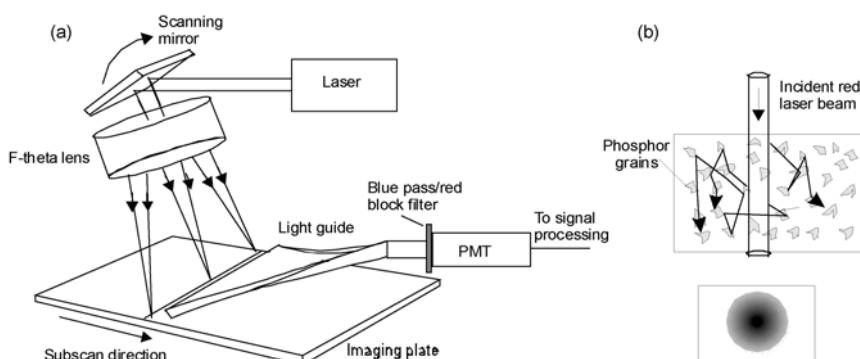 (a)
Scanning
mirror
Laser
F-theta lens
Blue pass/red
block filter
Light guide
To signal
processing
PMT
Subscan direction
Imaging plate
(b)
Incident red
laser beam
Phosphor
grains